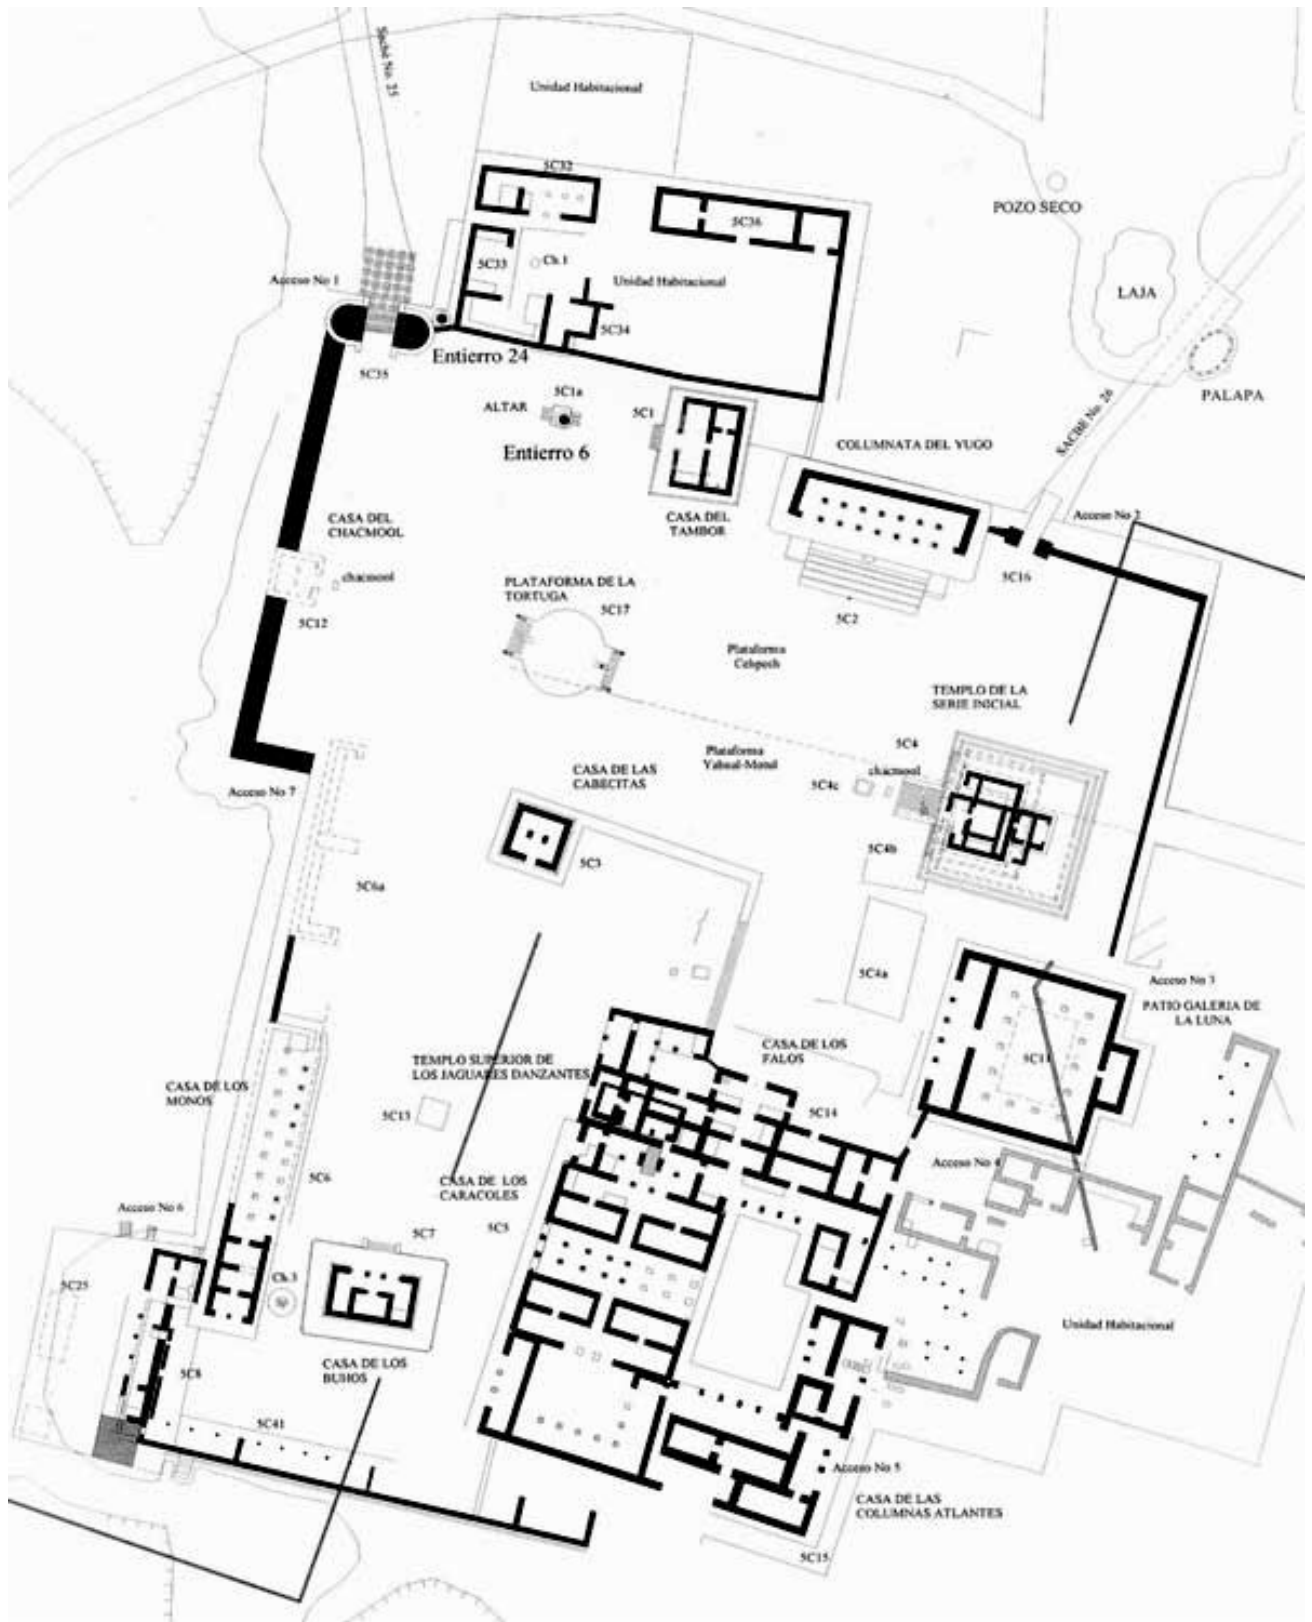 Sacbé No. 25
Unidad Habitacional
5C32
POZO SECO
5C36
5C33
Ch.1
Acceso No 1
Unidad Habitacional
LAJA
5C34
Entierro 24
5C35
5C1a
ALTAR
5C1
PALAPA
SACBE No. 26
Entierro 6
COLUMNATA DEL YUGO
CASA DEL
CHACMOOL
CASA DEL
TAMBOR
Acceso No 2
chacmool
PLATAFORMA DE LA
TORTUGA
5C16
5C17
5C12
5C2
Plataforma
Cehpech
TEMPLO DE LA
SERIE INICIAL
5C4
Plataforma
Yabnal-Motul
CASA DE LAS
CABECITAS
chacmool
5C4c
Acceso No 7
5C4b
5C3
5C6a
5C4a
Acceso No 3
PATIO GALERIA DE
LA LUNA
CASA DE LOS
FALOS
5C11
TEMPLO SUPERIOR DE
LOS JAGUARES DANZANTES
CASA DE LOS
MONOS
5C13
5C14
Acceso No 4
5C6
CASA DE LOS
CARACOLES
Acceso No 6
5C7
5C5
5C25
Ch.3
Unidad Habitacional
CASA DE LOS
BUHOS
5C8
5C41
Acceso No 5
CASA DE LAS
COLUMNAS ATLANTES
5C15